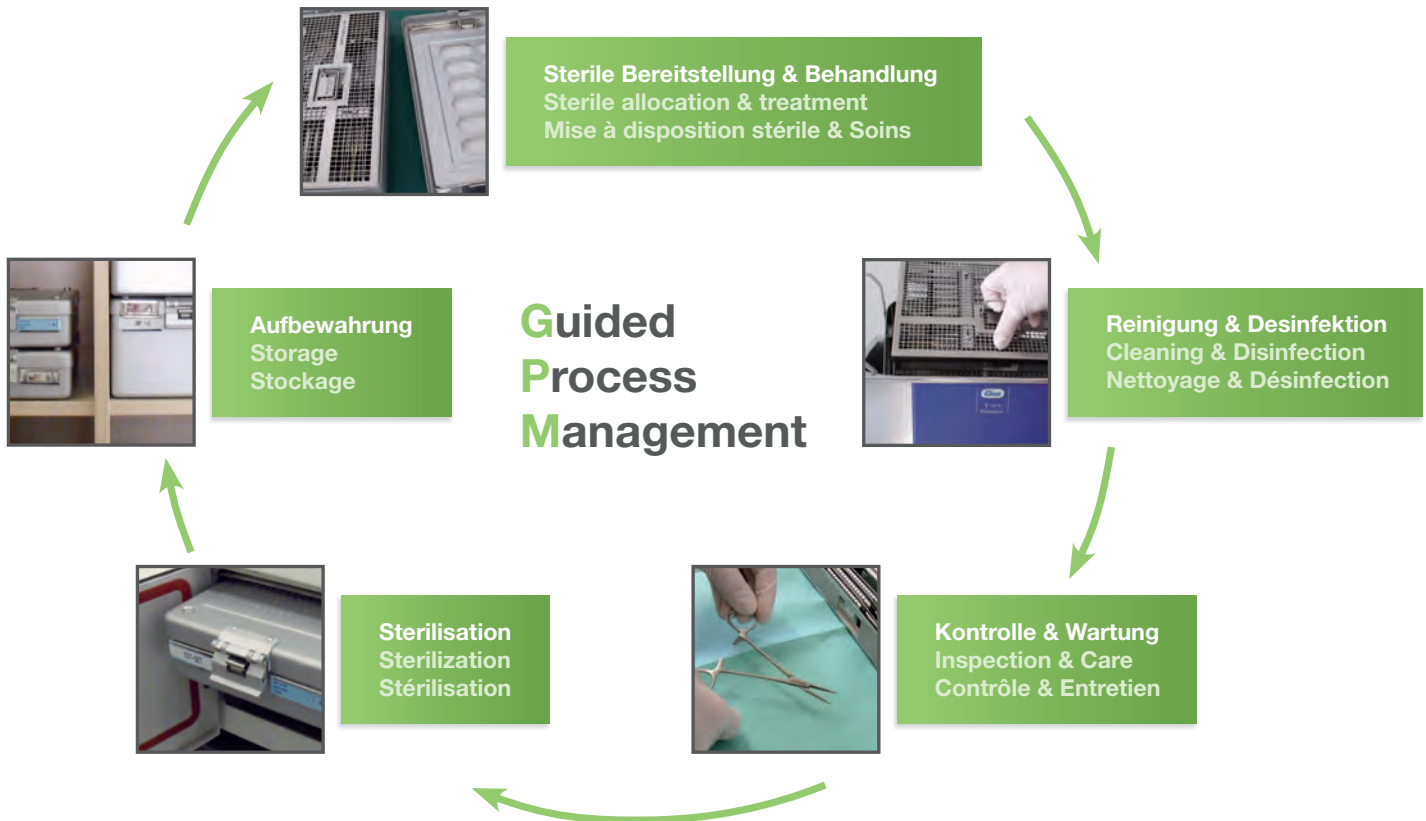 Sterile Bereitstellung & Behandlung
Sterile allocation & treatment
Mise à disposition stérile & Soins
Aufbewahrung
Storage
Stockage
Guided
Process
Management
Reinigung & Desinfektion
Cleaning & Disinfection
Nettoyage & Désinfection
Sterilisation
Sterilization
Stérilisation
Kontrolle & Wartung
Inspection & Care
Contrôle & Entretien